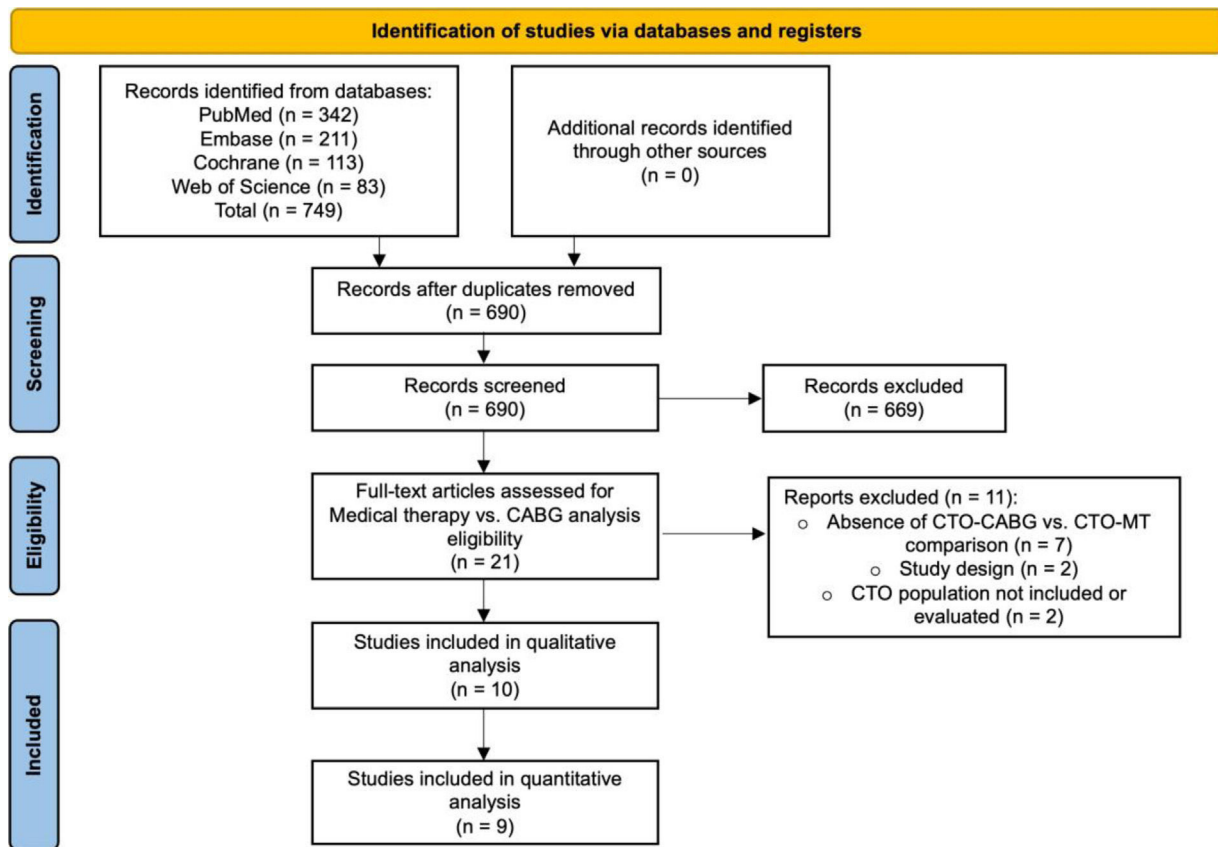 Identification of studies via databases and registers
Identification
Records identified from databases:
PubMed (n = 342)
Embase (n = 211)
Cochrane (n = 113)
Web of Science (n = 83)
Total (n = 749)
Additional records identified
through other sources
(n = 0)
Screening
Records after duplicates removed
(n = 690)
Records screened
(n = 690)
Records excluded
(n = 669)
Eligibility
Full-text articles assessed for
Medical therapy vs. CABG analysis
eligibility
(n = 21)
Reports excluded (n = 11):
o Absence of CTO-CABG vs. CTO-MT
comparison (n = 7)
o Study design (n = 2)
o CTO population not included or
evaluated (n = 2)
Included
Studies included in qualitative
analysis
(n = 10)
Studies included in quantitative
analysis
(n = 9)